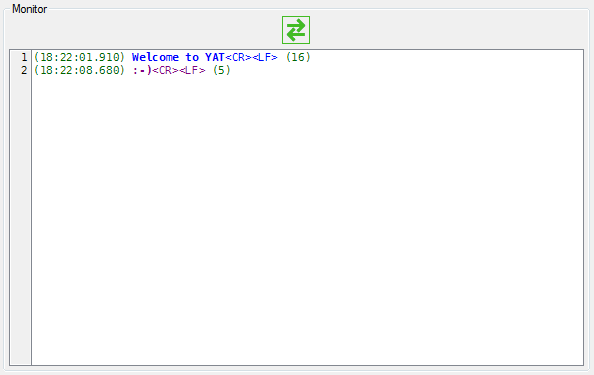 Monitor
1 (18:22:01.910) Welcome to YAT<CR><LF> (16)
2 (18:22:08.680) :-)<CR><LF> (5)